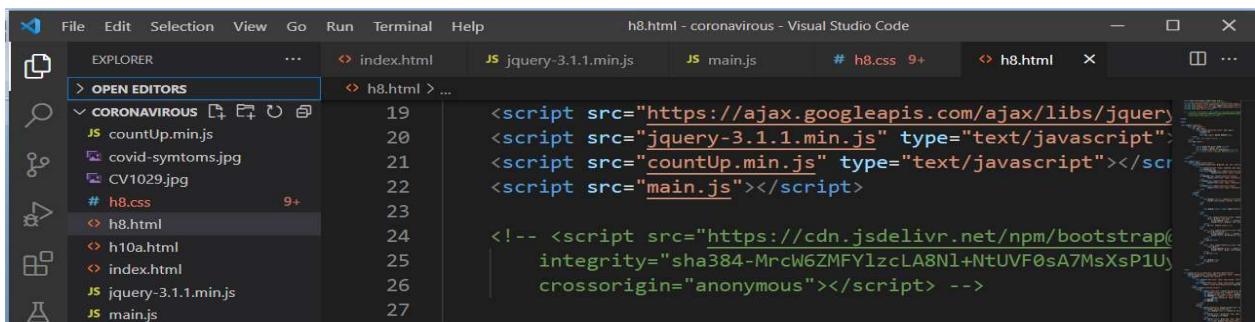 File Edit Selection View Go Run Terminal Help h8.html - coronavirous - Visual Studio Code
EXPLORER ... <> index.html JS jquery-3.1.1.min.js JS main.js # h8.css 9+ <> h8.html ×
> OPEN EDITORS
<> h8.html > ...
CORONAVIROUS
JS countUp.min.js
covid-symtoms.jpg
CV1029.jpg
# h8.css 9+
<> h8.html
<> h10a.html
<> index.html
JS jquery-3.1.1.min.js
JS main.js
19 <script src="https://ajax.googleapis.com/ajax/libs/jquery
20 <script src="jquery-3.1.1.min.js" type="text/javascript">
21 <script src="countUp.min.js" type="text/javascript"></scr
22 <script src="main.js"></script>
23
24 <!-- <script src="https://cdn.jsdelivr.net/npm/bootstrap@
25 integrity="sha384-MrcW6ZMFYlzcLA8Nl+NtUVF0sA7MsXsP1Uy
26 crossorigin="anonymous"></script> -->
27